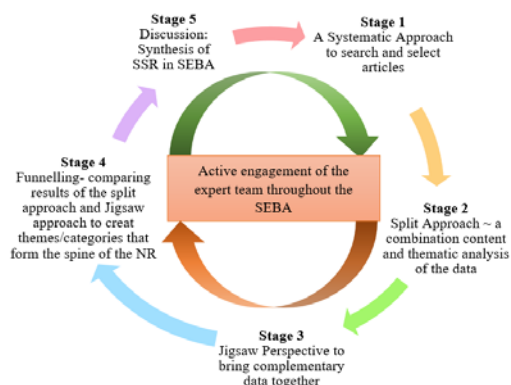 Stage 5
Discussion:
Synthesis of
SSR in SEBA
Stage 1
A Systematic Approach
to search and select
articles
Stage 4
Funnelling- comparing
results of the split
approach and Jigsaw
approach to creat
themes/categories that
form the spine of the NR
Active engagement of the
expert team throughout the
SEBA
Stage 2
Split Approach ~ a
combination content
and thematic analysis
of the data
Stage 3
Jigsaw Perspective to
bring complementary
data together